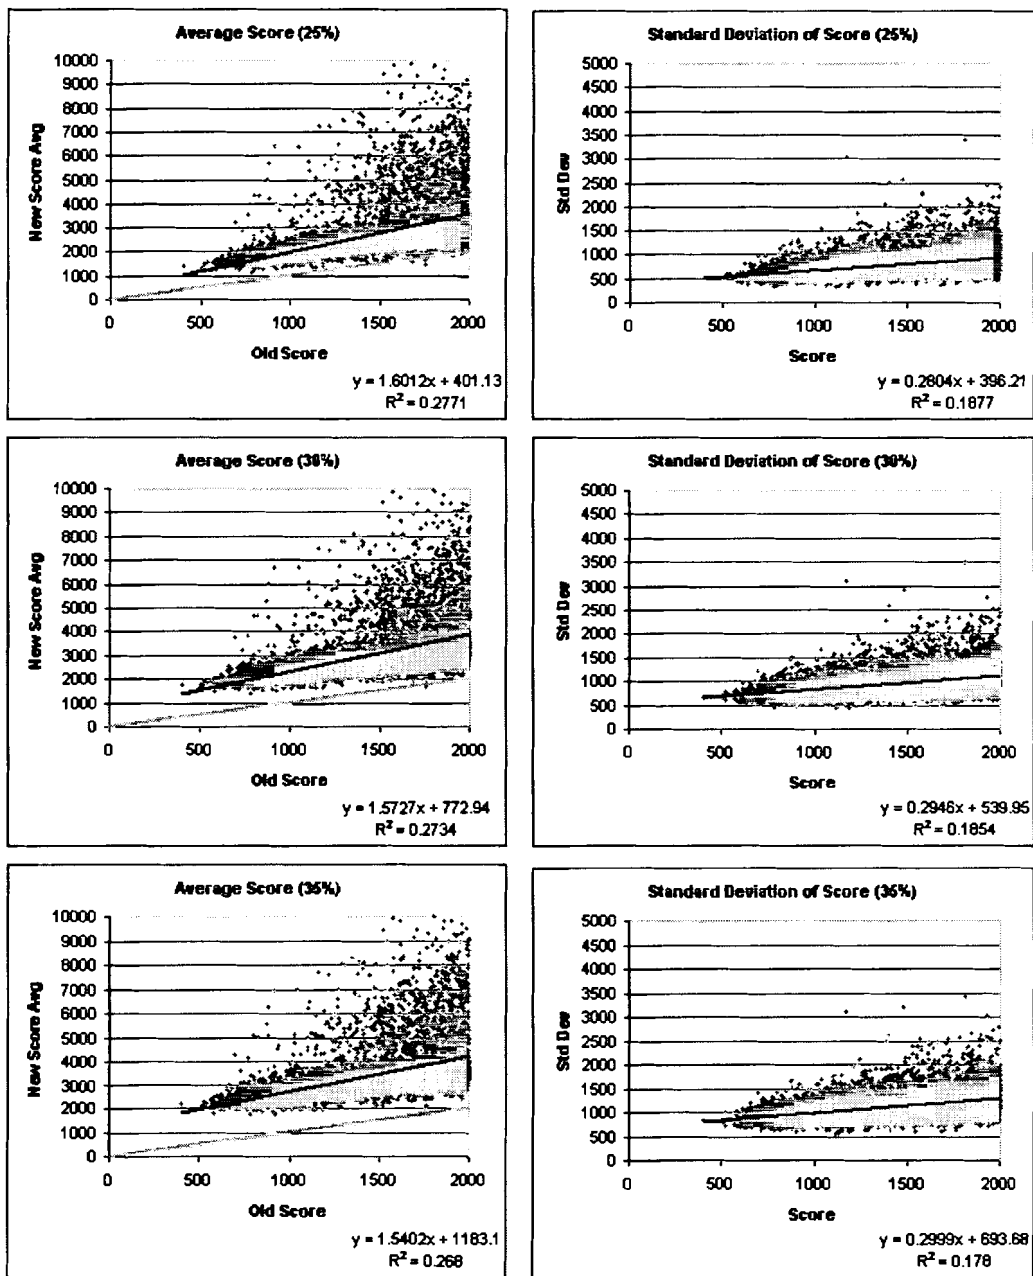 Average Score (25%)
New Score Avg
10000
9000
8000
7000
6000
5000
4000
3000
2000
1000
0
0 500 1000 1500 2000
Old Score
y = 1.6012x + 401.13
R² = 0.2771
Standard Deviation of Score (25%)
Std Dev
5000
4500
4000
3500
3000
2500
2000
1500
1000
500
0
0 500 1000 1500 2000
Score
y = 0.2804x + 396.21
R² = 0.1877
Average Score (30%)
New Score Avg
10000
9000
8000
7000
6000
5000
4000
3000
2000
1000
0
0 500 1000 1500 2000
Old Score
y = 1.5727x + 772.94
R² = 0.2734
Standard Deviation of Score (30%)
Std Dev
5000
4500
4000
3500
3000
2500
2000
1500
1000
500
0
0 500 1000 1500 2000
Score
y = 0.2946x + 539.95
R² = 0.1854
Average Score (35%)
New Score Avg
10000
9000
8000
7000
6000
5000
4000
3000
2000
1000
0
0 500 1000 1500 2000
Old Score
y = 1.5402x + 1183.1
R² = 0.268
Standard Deviation of Score (35%)
Std Dev
5000
4500
4000
3500
3000
2500
2000
1500
1000
500
0
0 500 1000 1500 2000
Score
y = 0.2999x + 693.68
R² = 0.178